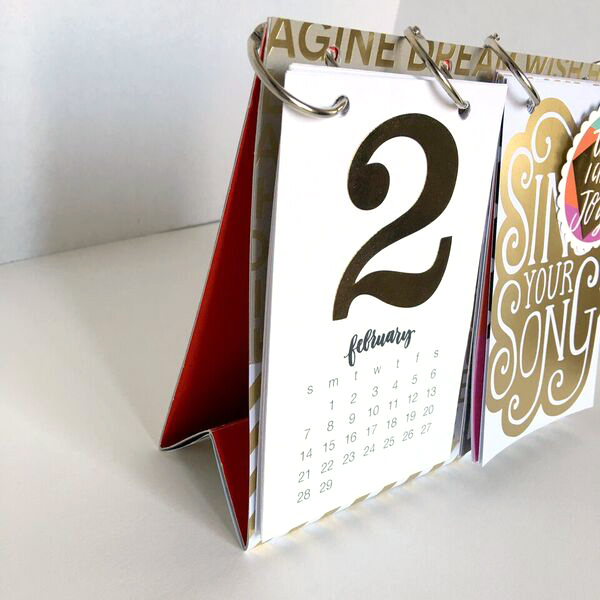 AGINE DREAM WISH
2
february
s m t w t f s
1 2 3 4 5 6
7 8 9 10 11 12 13
14 15 16 17 18 19 20
21 22 23 24 25 26 27
28 29
SING
YOUR
SONG